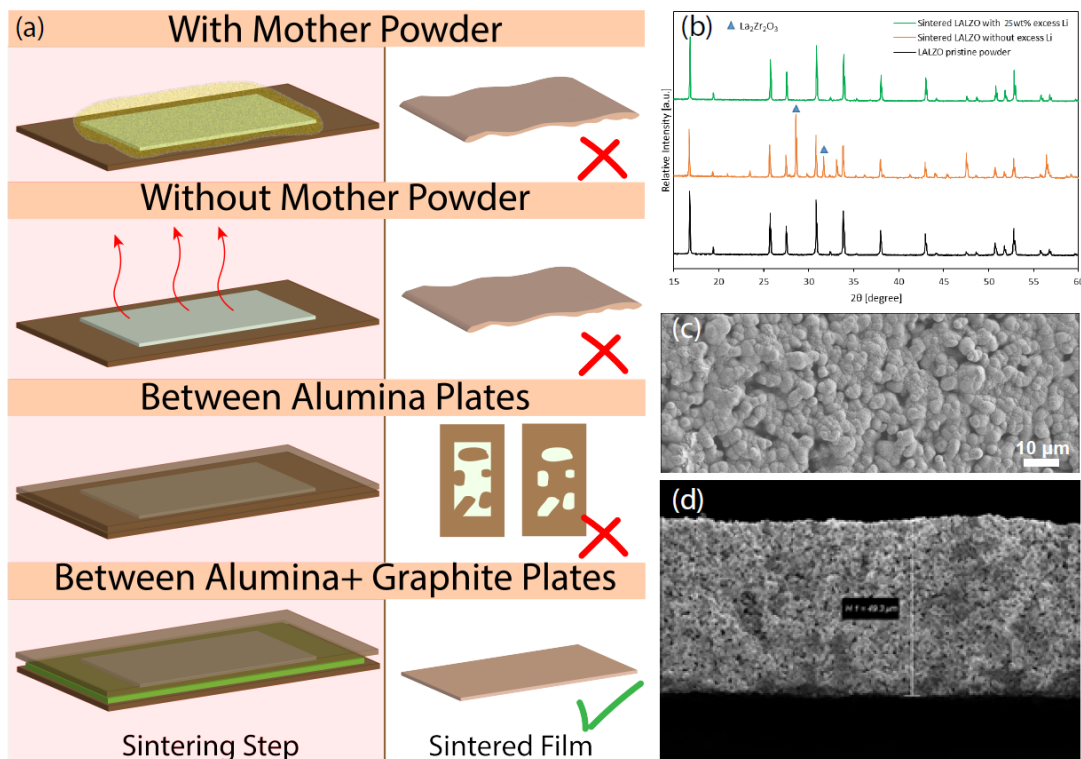 (a)
With Mother Powder
Without Mother Powder
Between Alumina Plates
Between Alumina+ Graphite Plates
Sintering Step
Sintered Film
(b)
La₂Zr₂O₃
Sintered LALZO with 25wt% excess Li
Sintered LALZO without excess Li
LALZO pristine powder
Relative Intensity [a.u.]
15 20 25 30 35 40 45 50 55 60
2θ [degree]
(c)
10 µm
(d)
H 1 = 49.3 µm